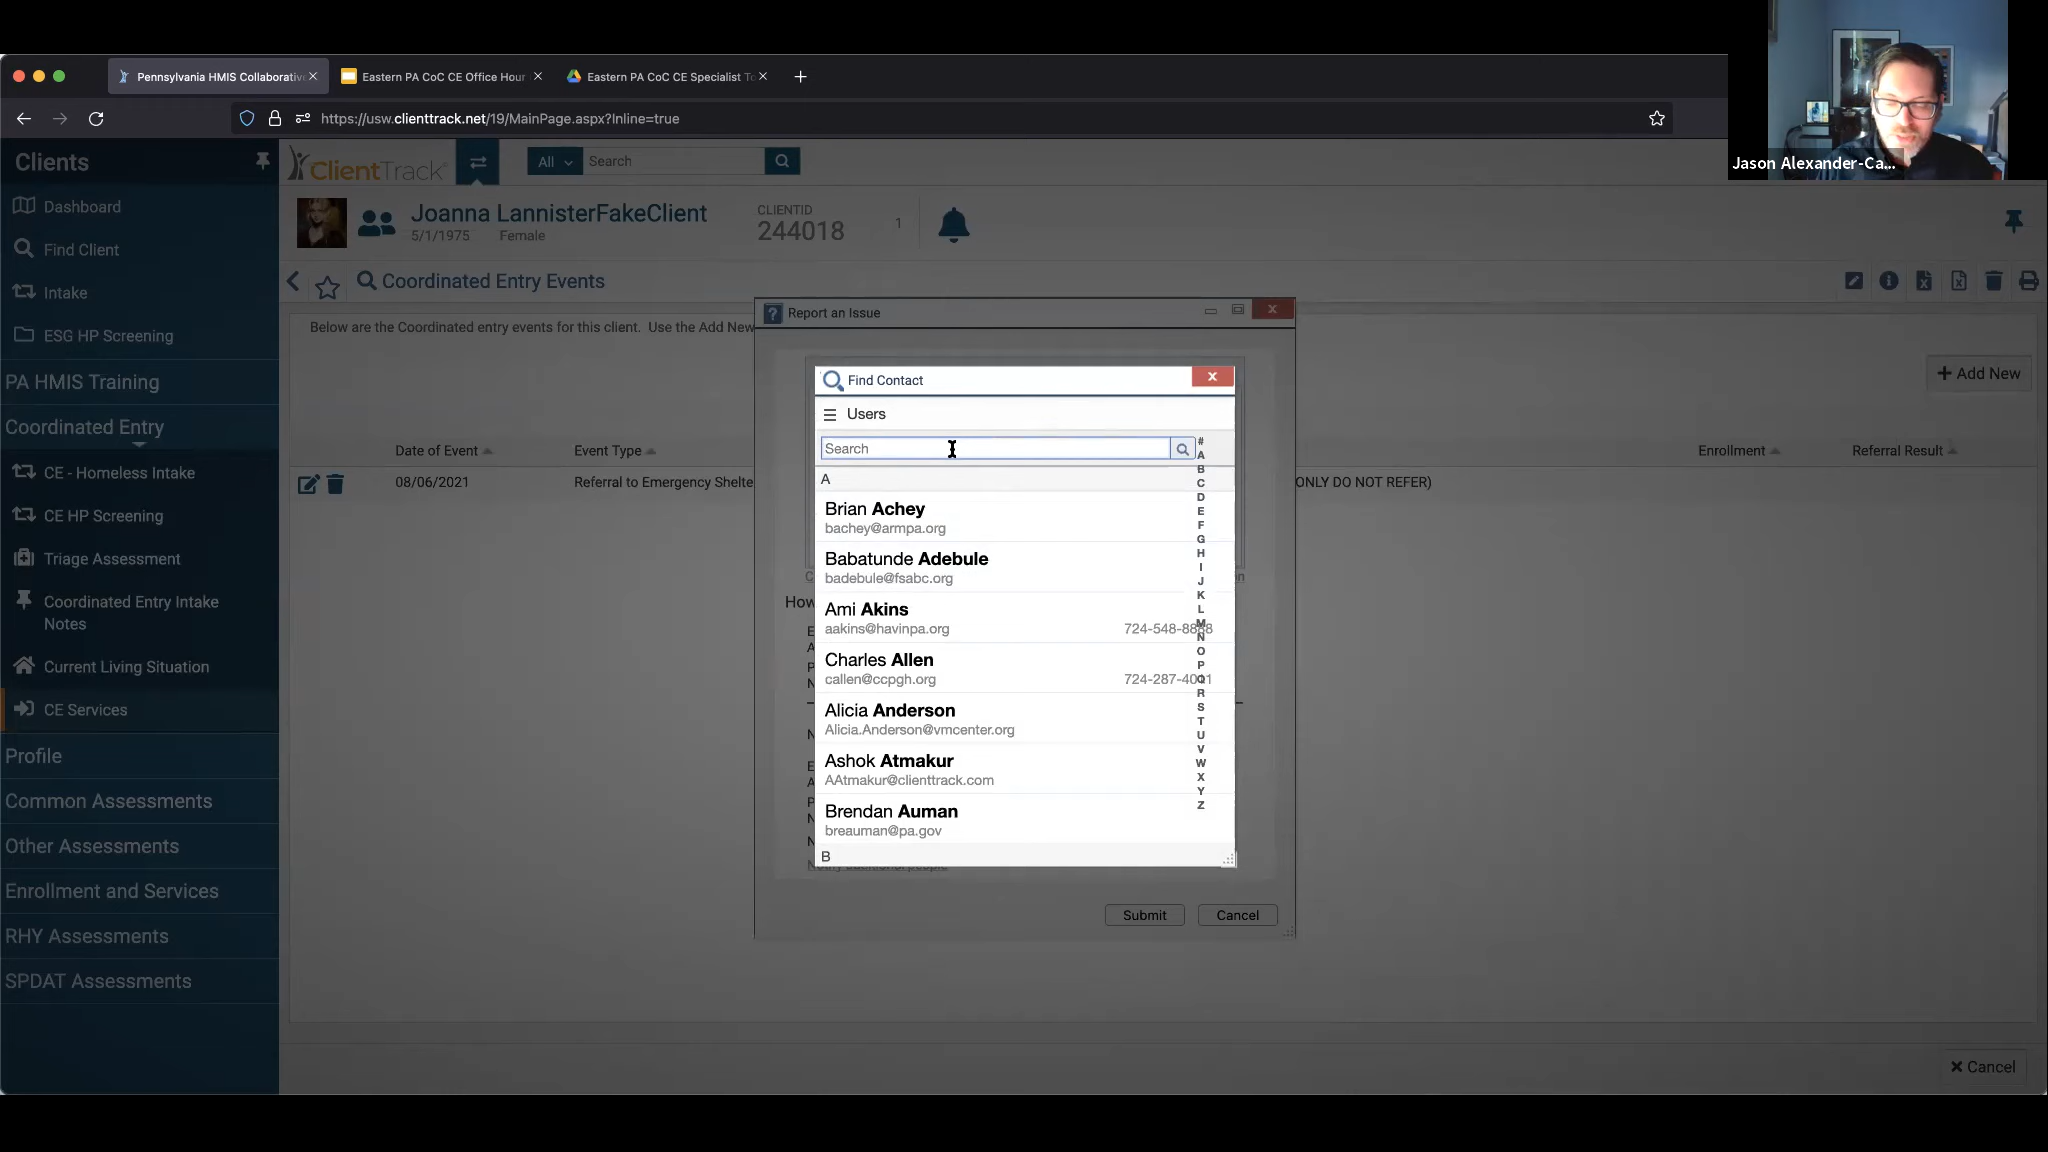 Pennsylvania HMIS Collaborativ
Eastern PA CoC CE Office Hour
Eastern PA CoC CE Specialist To
https://usw.clienttrack.net/19/MainPage.aspx?Inline=true
Jason Alexander-Ca...
Clients
Dashboard
Find Client
Intake
ESG HP Screening
PA HMIS Training
Coordinated Entry
CE - Homeless Intake
CE HP Screening
Triage Assessment
Coordinated Entry Intake
Notes
Current Living Situation
CE Services
Profile
Common Assessments
Other Assessments
Enrollment and Services
RHY Assessments
SPDAT Assessments
ClientTrack
All
Search
Joanna LannisterFakeClient
5/1/1975 Female
CLIENTID
244018
1
Coordinated Entry Events
Below are the Coordinated entry events for this client. Use the Add New
Add New
Date of Event Event Type Enrollment Referral Result
08/06/2021 Referral to Emergency Shelte ONLY DO NOT REFER)
Report an Issue
How
Find Contact
Users
Search
A
Brian Achey
bachey@armpa.org
Babatunde Adebule
badebule@fsabc.org
Ami Akins
aakins@havinpa.org
Charles Allen
callen@ccpgh.org
Alicia Anderson
Alicia.Anderson@vmcenter.org
Ashok Atmakur
AAtmakur@clienttrack.com
Brendan Auman
breauman@pa.gov
B
#
A
B
C
D
E
F
G
H
I
J
K
L
M
N
O
P
Q
R
S
T
U
V
W
X
Y
Z
Notify additional people
Submit
Cancel
Cancel